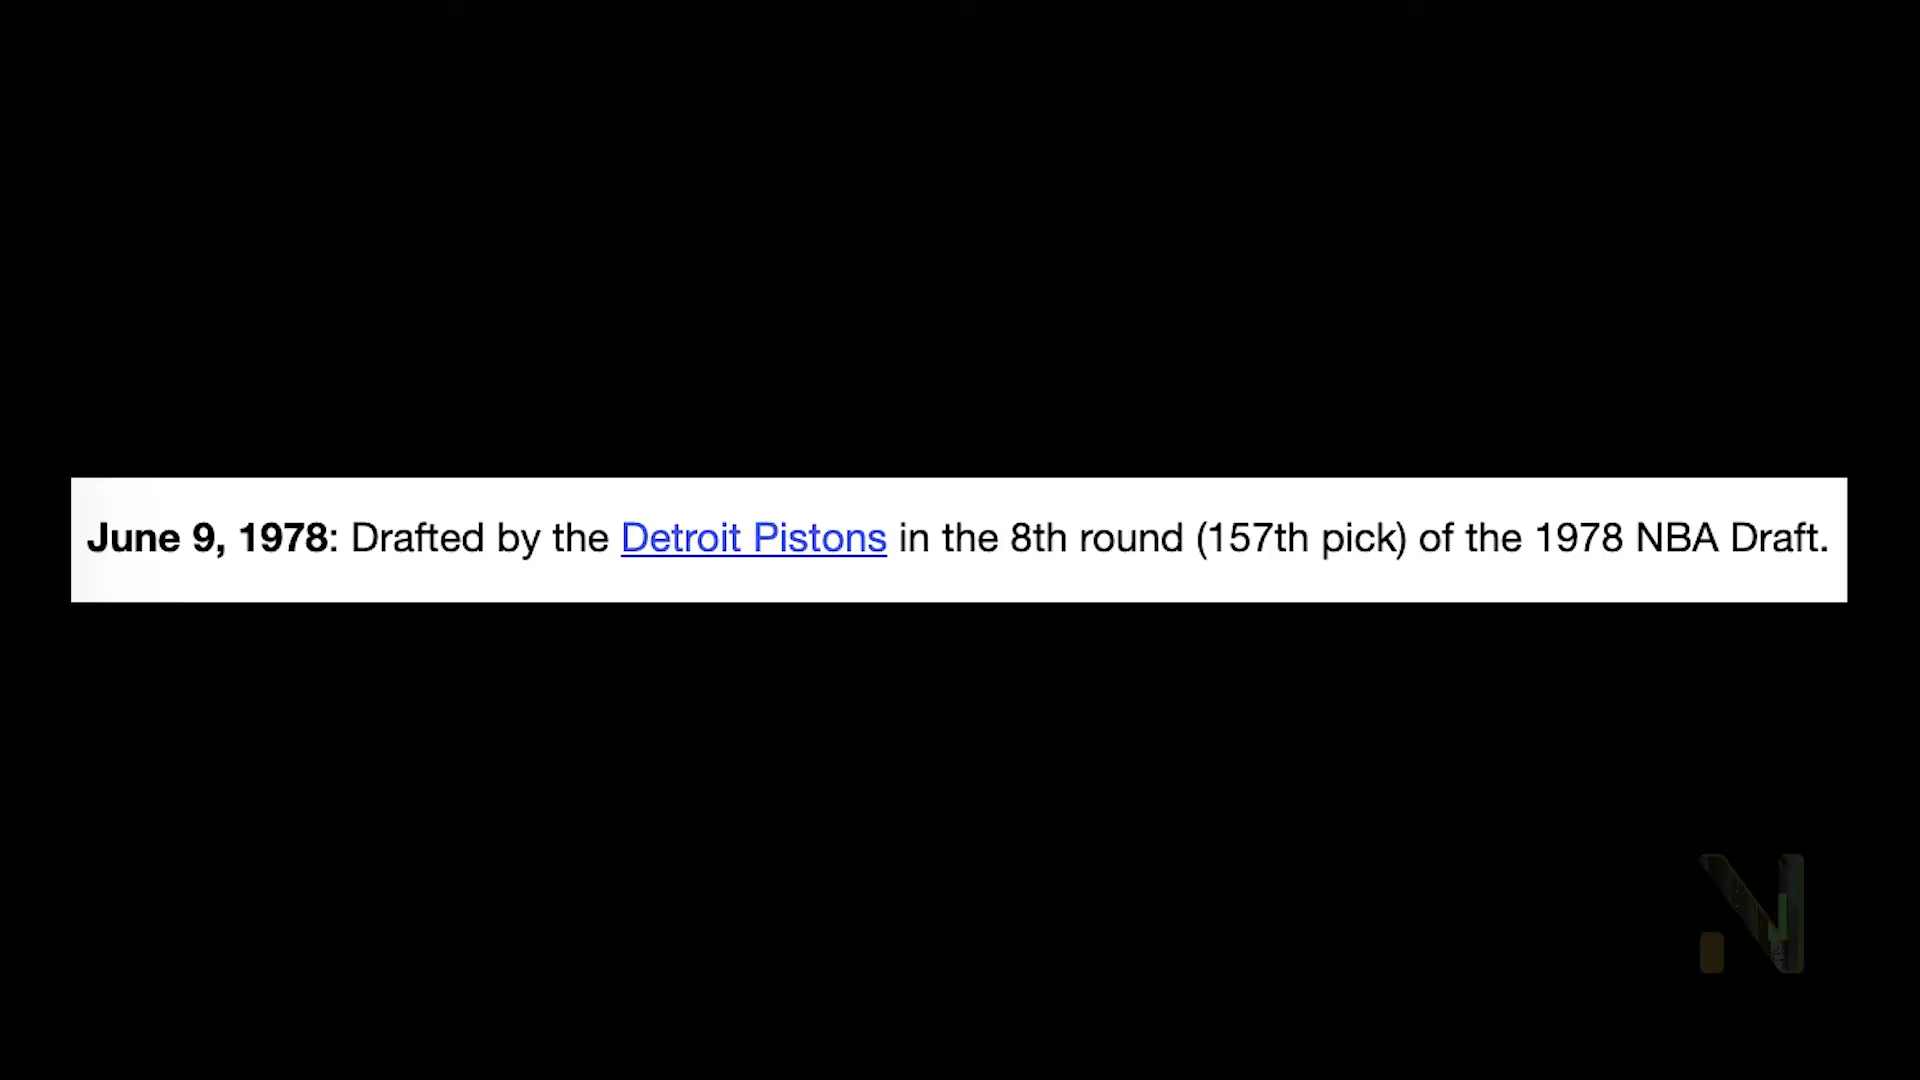 June 9, 1978: Drafted by the Detroit Pistons in the 8th round (157th pick) of the 1978 NBA Draft.